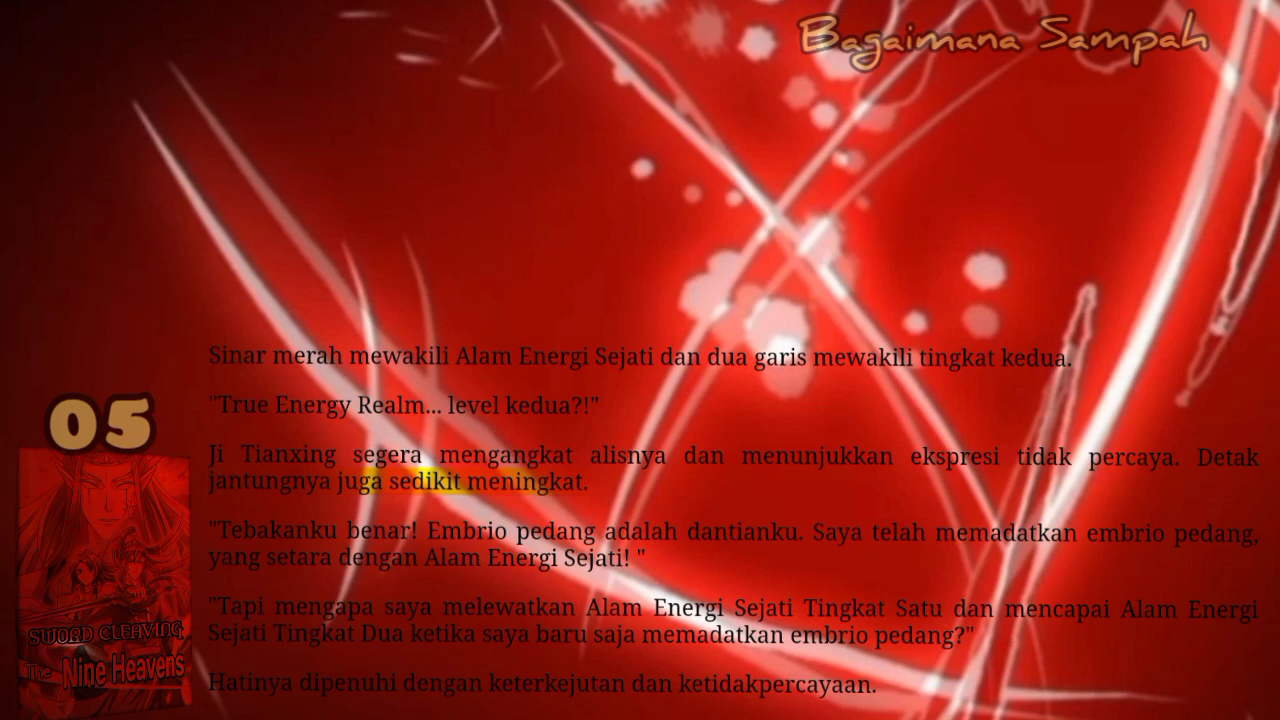 Bagaimana Sampah
Sinar merah mewakili Alam Energi Sejati dan dua garis mewakili tingkat kedua.
"True Energy Realm... level kedua?!"
Ji Tianxing segera mengangkat alisnya dan menunjukkan ekspresi tidak percaya. Detak
jantungnya juga sedikit meningkat.
"Tebakanku benar! Embrio pedang adalah dantianku. Saya telah memadatkan embrio pedang,
yang setara dengan Alam Energi Sejati! "
"Tapi mengapa saya melewatkan Alam Energi Sejati Tingkat Satu dan mencapai Alam Energi
Sejati Tingkat Dua ketika saya baru saja memadatkan embrio pedang?"
Hatinya dipenuhi dengan keterkejutan dan ketidakpercayaan.
05
SWORD CLEAVING
The Nine Heavens